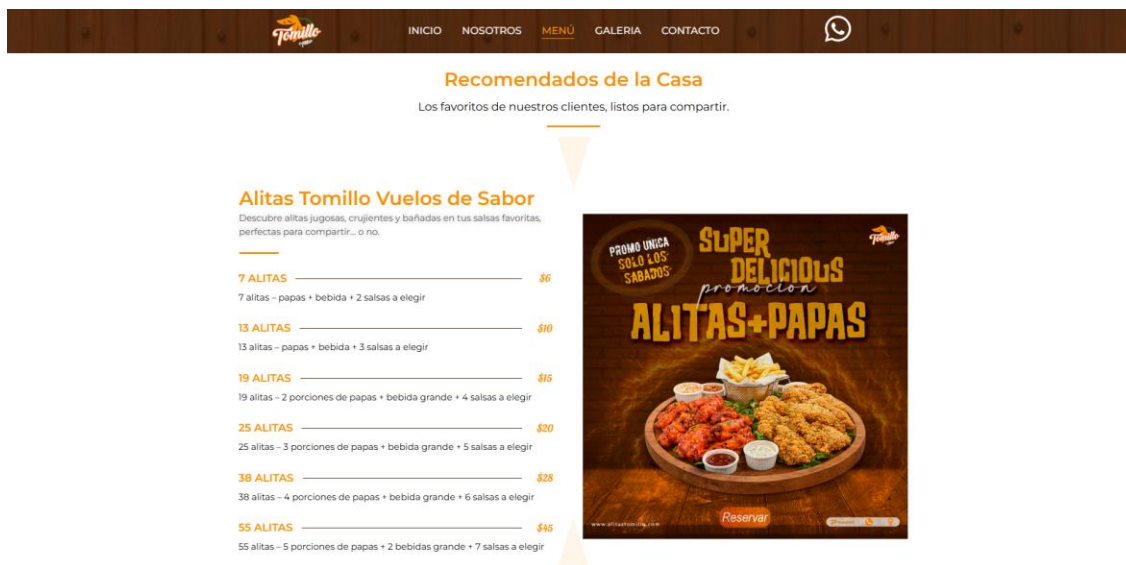 Tomillo
INICIO NOSOTROS MENÚ GALERIA CONTACTO
Recomendados de la Casa
Los favoritos de nuestros clientes, listos para compartir.
Alitas Tomillo Vuelos de Sabor
Descubre alitas jugosas, crujientes y bañadas en tus salsas favoritas,
perfectas para compartir... o no.
7 ALITAS $6
7 alitas – papas + bebida + 2 salsas a elegir
13 ALITAS $10
13 alitas – papas + bebida + 3 salsas a elegir
19 ALITAS $15
19 alitas – 2 porciones de papas + bebida grande + 4 salsas a elegir
25 ALITAS $20
25 alitas – 3 porciones de papas + bebida grande + 5 salsas a elegir
38 ALITAS $28
38 alitas – 4 porciones de papas + bebida grande + 6 salsas a elegir
55 ALITAS $45
55 alitas – 5 porciones de papas + 2 bebidas grande + 7 salsas a elegir
PROMO UNICA
SOLO LOS
SABADOS
SUPER
DELICIOUS
promocion
ALITAS+PAPAS
Tomillo
Reservar
www.alitastomillo.com